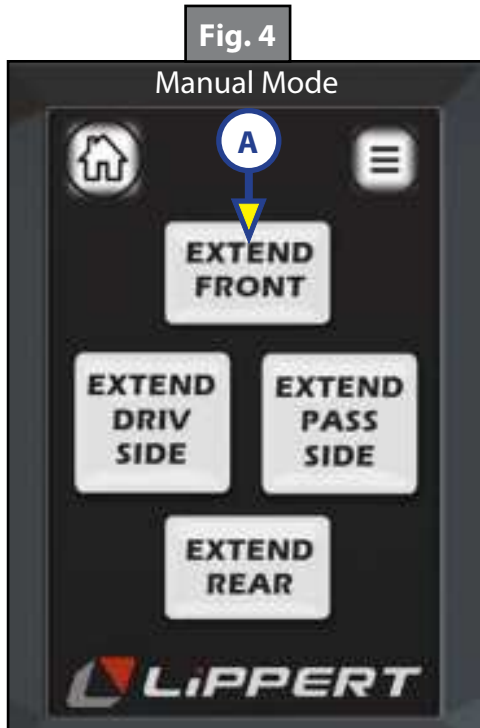 Fig. 4
Manual Mode
A
EXTEND
FRONT
EXTEND
DRIV
SIDE
EXTEND
PASS
SIDE
EXTEND
REAR
LiPPERT